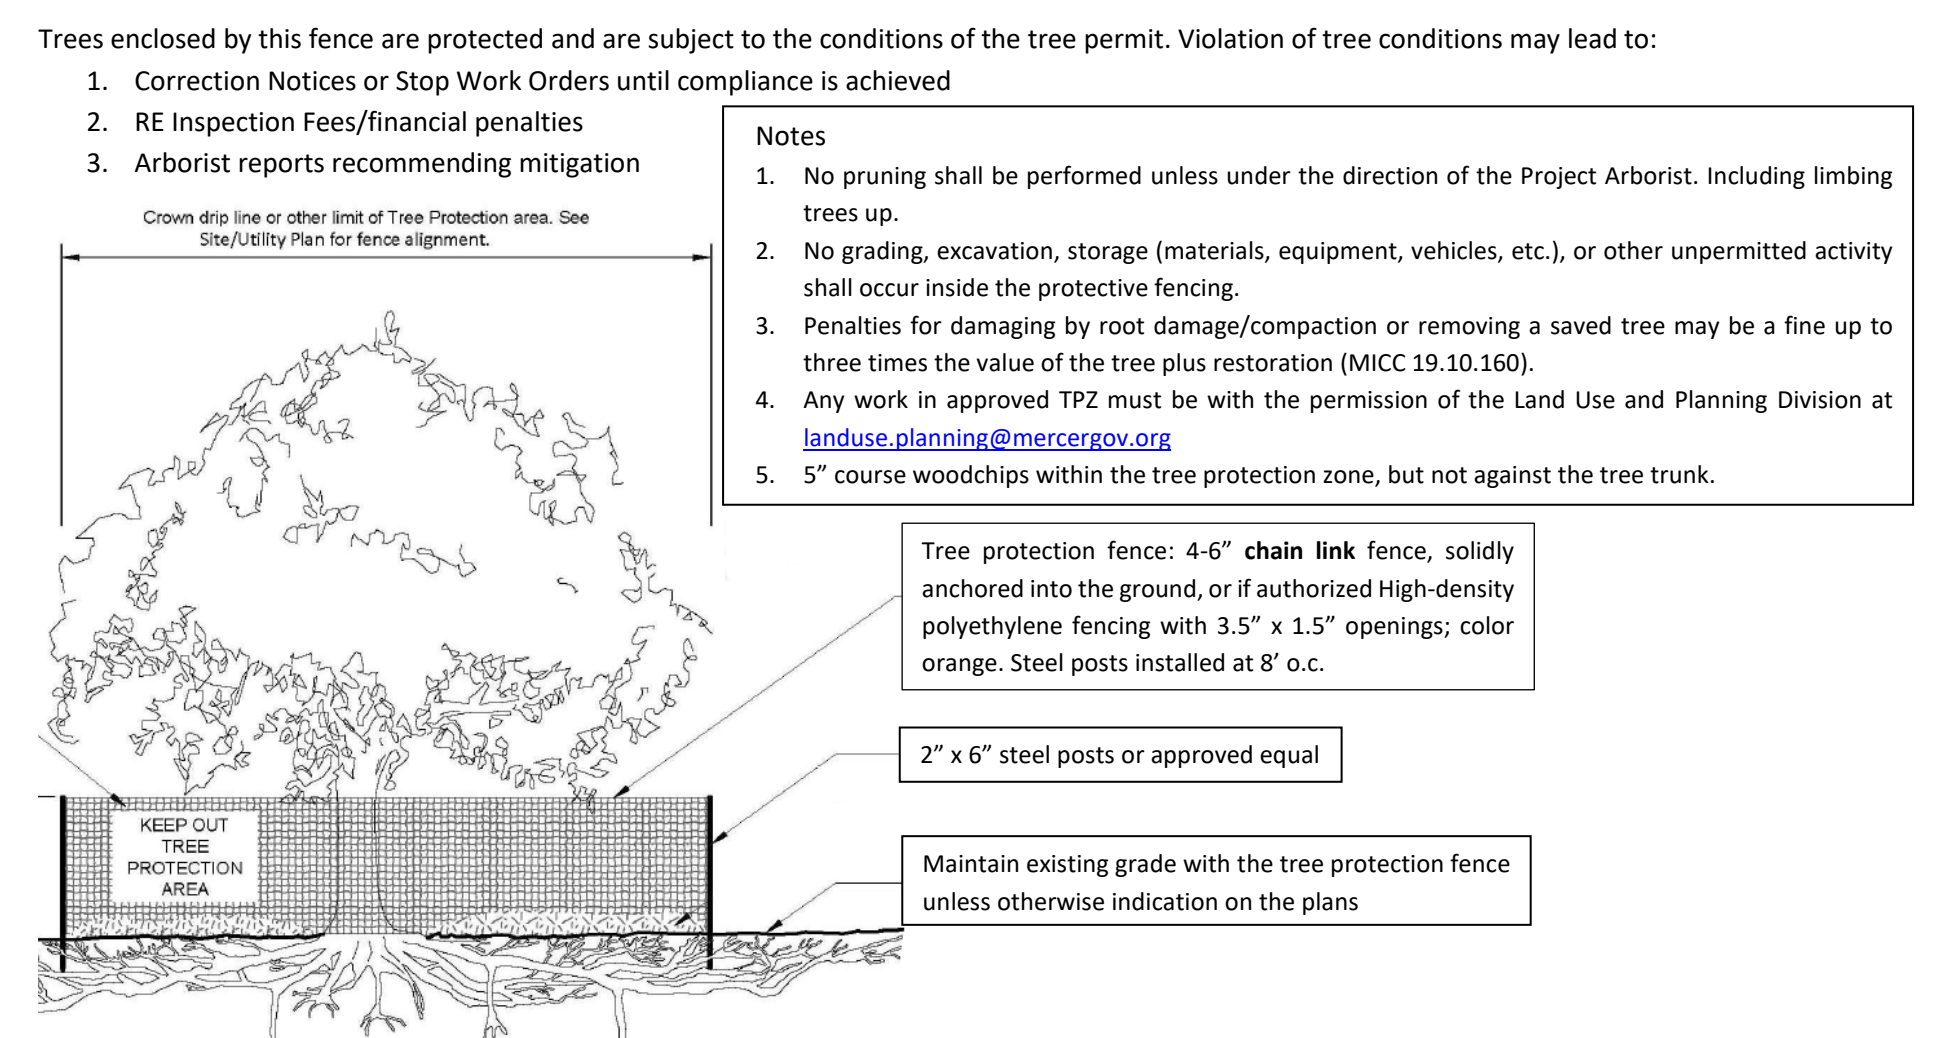 Trees enclosed by this fence are protected and are subject to the conditions of the tree permit. Violation of tree conditions may lead to:
1. Correction Notices or Stop Work Orders until compliance is achieved
2. RE Inspection Fees/financial penalties
3. Arborist reports recommending mitigation
Notes
1. No pruning shall be performed unless under the direction of the Project Arborist. Including limbing
trees up.
2. No grading, excavation, storage (materials, equipment, vehicles, etc.), or other unpermitted activity
shall occur inside the protective fencing.
3. Penalties for damaging by root damage/compaction or removing a saved tree may be a fine up to
three times the value of the tree plus restoration (MICC 19.10.160).
4. Any work in approved TPZ must be with the permission of the Land Use and Planning Division at
landuse.planning@mercergov.org
5. 5” course woodchips within the tree protection zone, but not against the tree trunk.
Crown drip line or other limit of Tree Protection area. See
Site/Utility Plan for fence alignment.
Tree protection fence: 4-6” chain link fence, solidly
anchored into the ground, or if authorized High-density
polyethylene fencing with 3.5” x 1.5” openings; color
orange. Steel posts installed at 8’ o.c.
2” x 6” steel posts or approved equal
KEEP OUT
TREE
PROTECTION
AREA
Maintain existing grade with the tree protection fence
unless otherwise indication on the plans